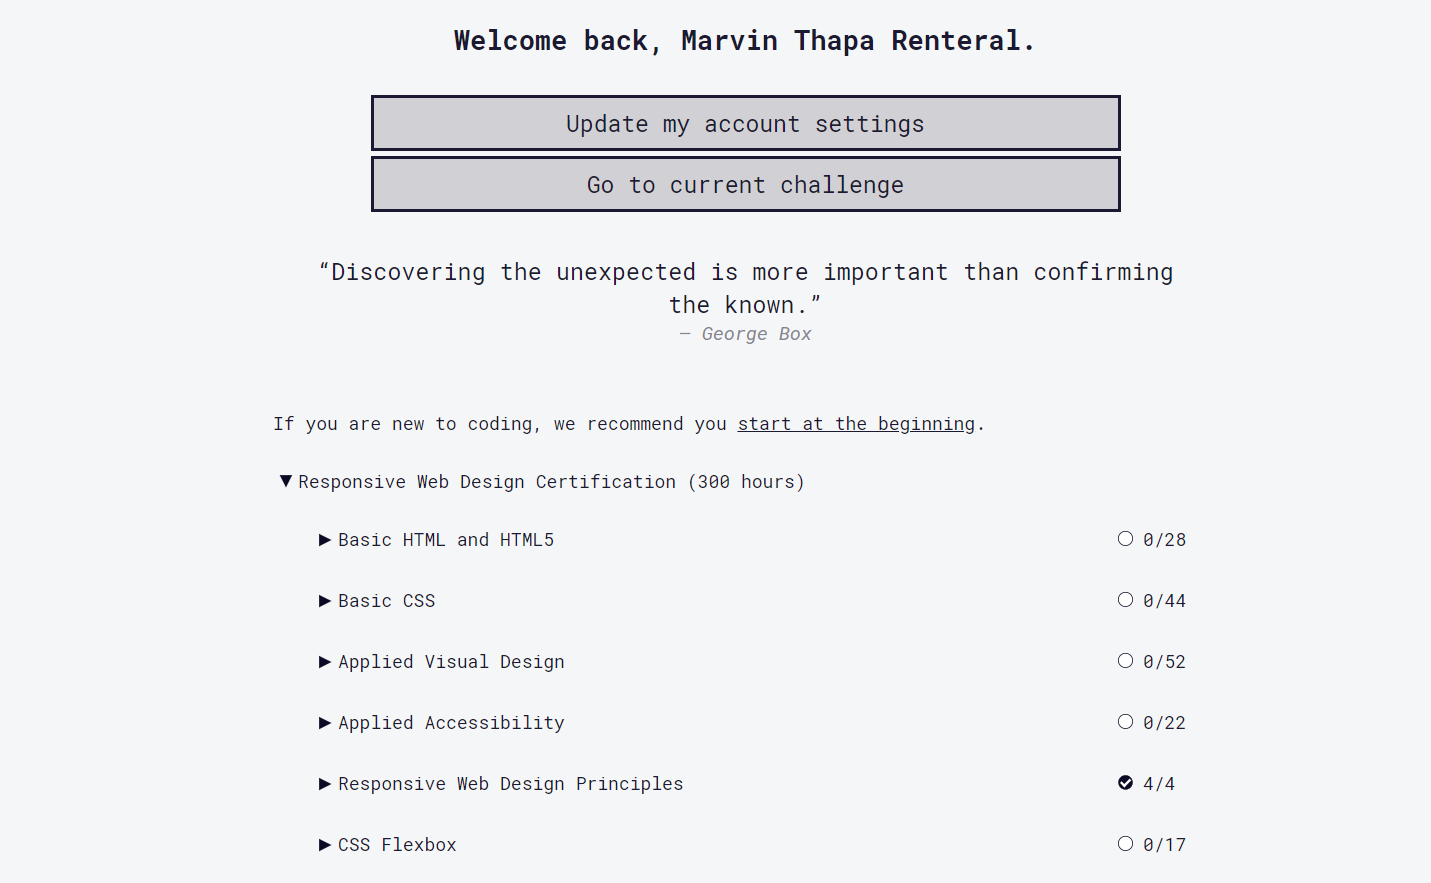 Welcome back, Marvin Thapa Renteral.
Update my account settings
Go to current challenge
“Discovering the unexpected is more important than confirming
the known.”
— George Box
If you are new to coding, we recommend you start at the beginning.
Responsive Web Design Certification (300 hours)
Basic HTML and HTML5 0/28
Basic CSS 0/44
Applied Visual Design 0/52
Applied Accessibility 0/22
Responsive Web Design Principles 4/4
CSS Flexbox 0/17